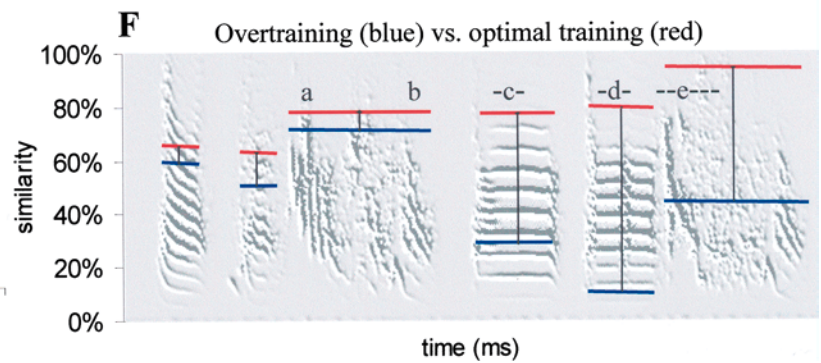 F Overtraining (blue) vs. optimal training (red)
100%
80%
60%
40%
20%
0%
similarity
a b -c- -d- --e----
time (ms)